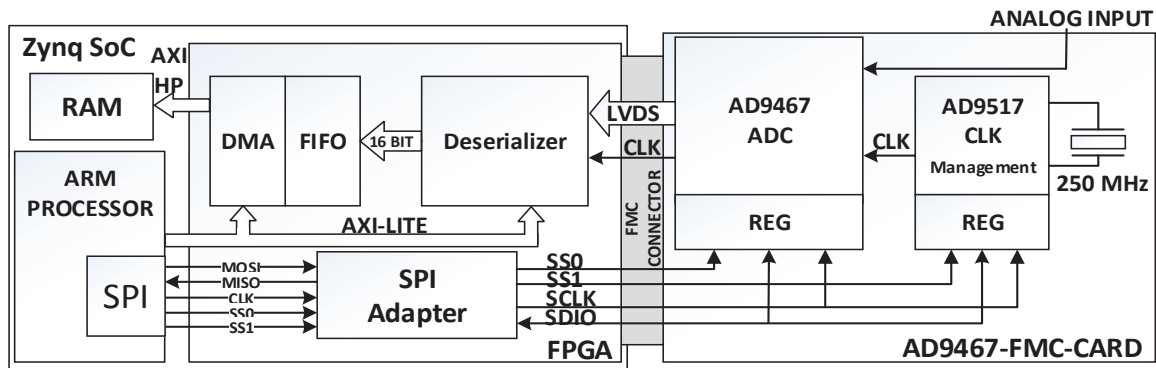 Zynq SoC
AXI
HP
RAM
DMA
FIFO
16 BIT
Deserializer
LVDS
CLK
ARM
PROCESSOR
AXI-LITE
SPI
MOSI
MISO
CLK
SS0
SS1
SPI
Adapter
SS0
SS1
SCLK
SDIO
FPGA
FMC
CONNECTOR
ANALOG INPUT
AD9467
ADC
REG
CLK
AD9517
CLK
Management
REG
250 MHz
AD9467-FMC-CARD